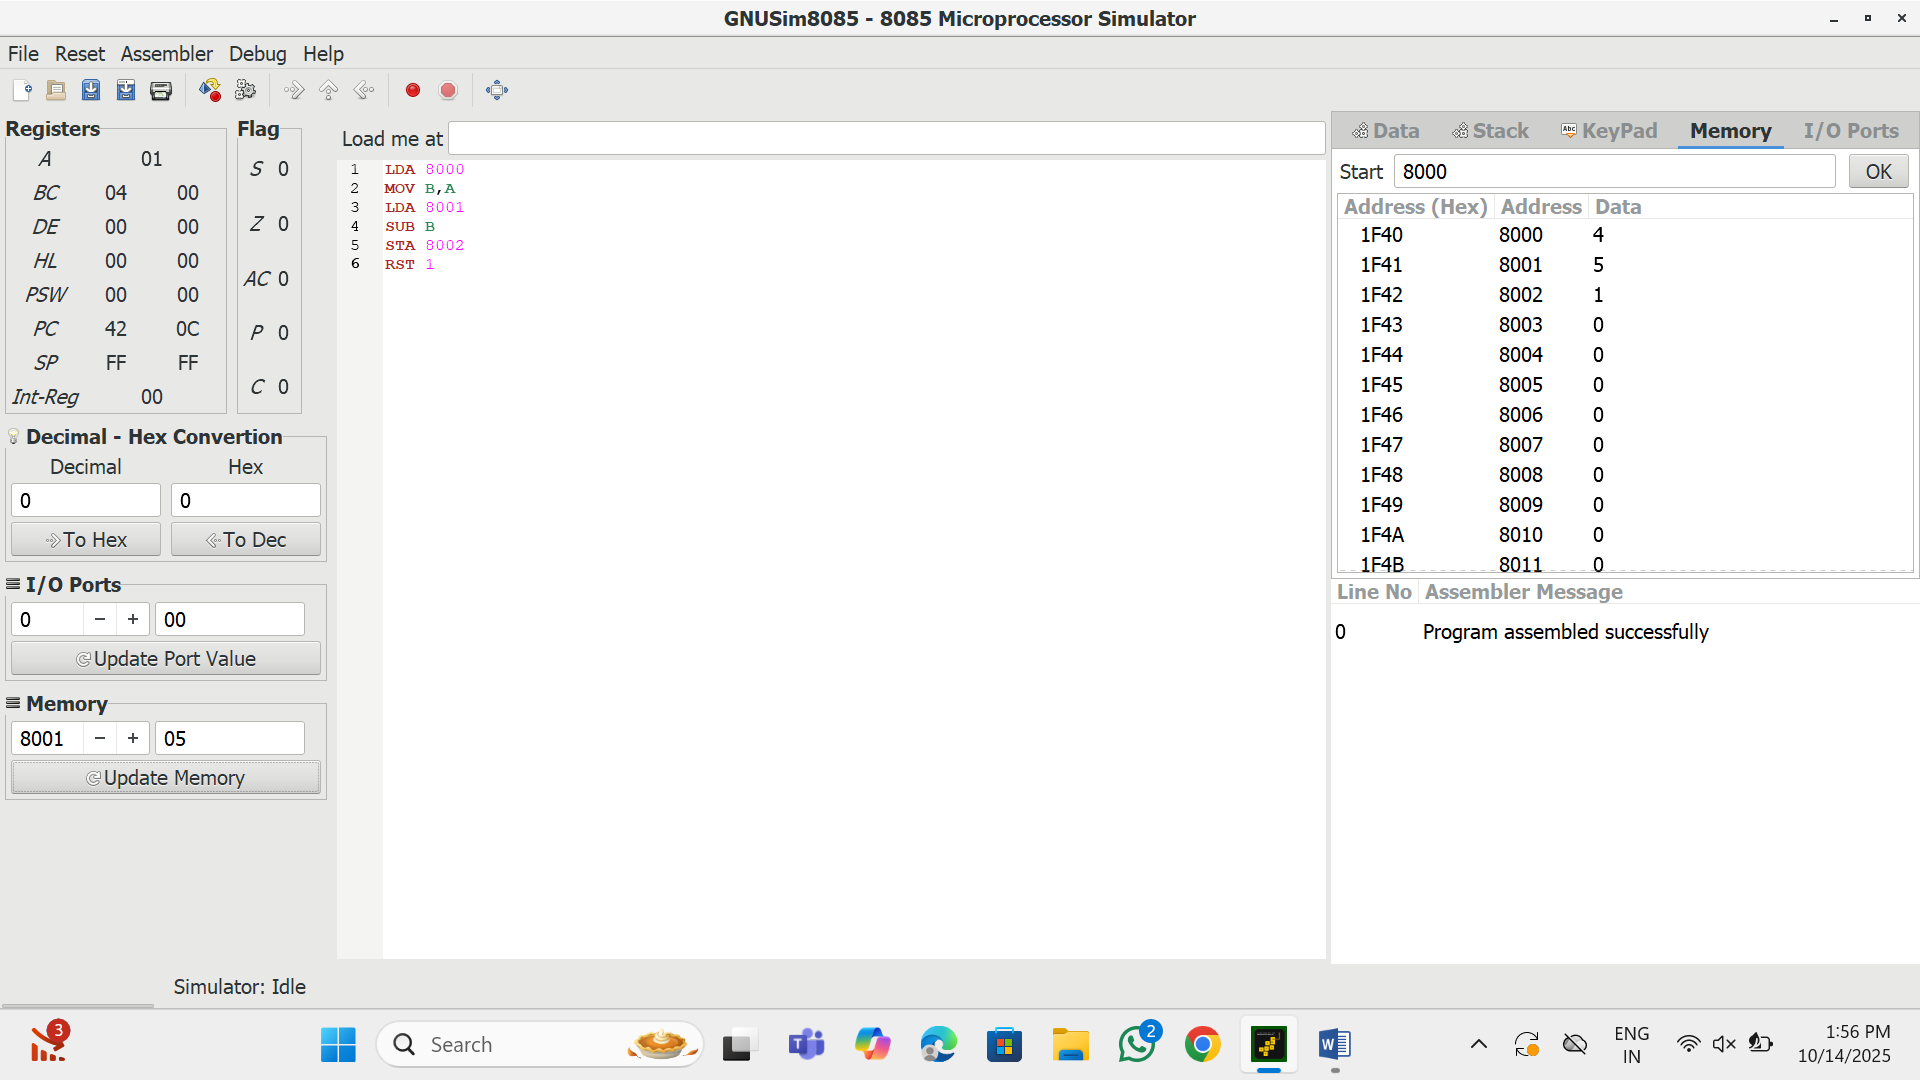 GNUSim8085 - 8085 Microprocessor Simulator
File Reset Assembler Debug Help
Registers
A 01
BC 04 00
DE 00 00
HL 00 00
PSW 00 00
PC 42 0C
SP FF FF
Int-Reg 00
Flag
S 0
Z 0
AC 0
P 0
C 0
Decimal - Hex Convertion
Decimal Hex
0 0
To Hex To Dec
I/O Ports
0 − + 00
Update Port Value
Memory
8001 − + 05
Update Memory
Load me at
1 LDA 8000
2 MOV B,A
3 LDA 8001
4 SUB B
5 STA 8002
6 RST 1
Data Stack Abc KeyPad Memory I/O Ports
Start 8000 OK
Address (Hex) Address Data
1F40 8000 4
1F41 8001 5
1F42 8002 1
1F43 8003 0
1F44 8004 0
1F45 8005 0
1F46 8006 0
1F47 8007 0
1F48 8008 0
1F49 8009 0
1F4A 8010 0
1F4B 8011 0
Line No Assembler Message
0 Program assembled successfully
Simulator: Idle
3
Search
T
2
W
ENG
IN
1:56 PM
10/14/2025